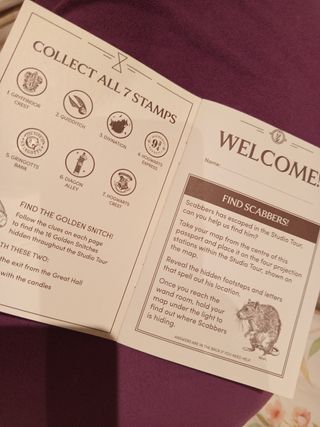 COLLECT ALL 7 STAMPS
1. GRYFFINDOR
CREST
2. QUIDDITCH
3. DIVINATION
4. HOGWARTS
EXPRESS
9¾
5. GRINGOTTS
BANK
6. DIAGON
ALLEY
7. HOGWARTS
CREST
FIND THE GOLDEN SNITCH!
Follow the clues on each page
to find the 16 Golden Snitches
hidden throughout the Studio Tour
TH THESE TWO:
the exit from the Great Hall
with the candles
WELCOME!
Name:
FIND SCABBERS!
Scabbers has escaped in the Studio Tour,
can you help us find him?
Take your map from the centre of this
passport and place it on the four projection
stations within the Studio Tour, shown on
the map.
Reveal the hidden footsteps and letters
that spell out his location.
Once you reach the
wand room, hold your
map under the light to
find out where Scabbers
is hiding.
ANSWERS ARE IN THE BACK IF YOU NEED HELP.